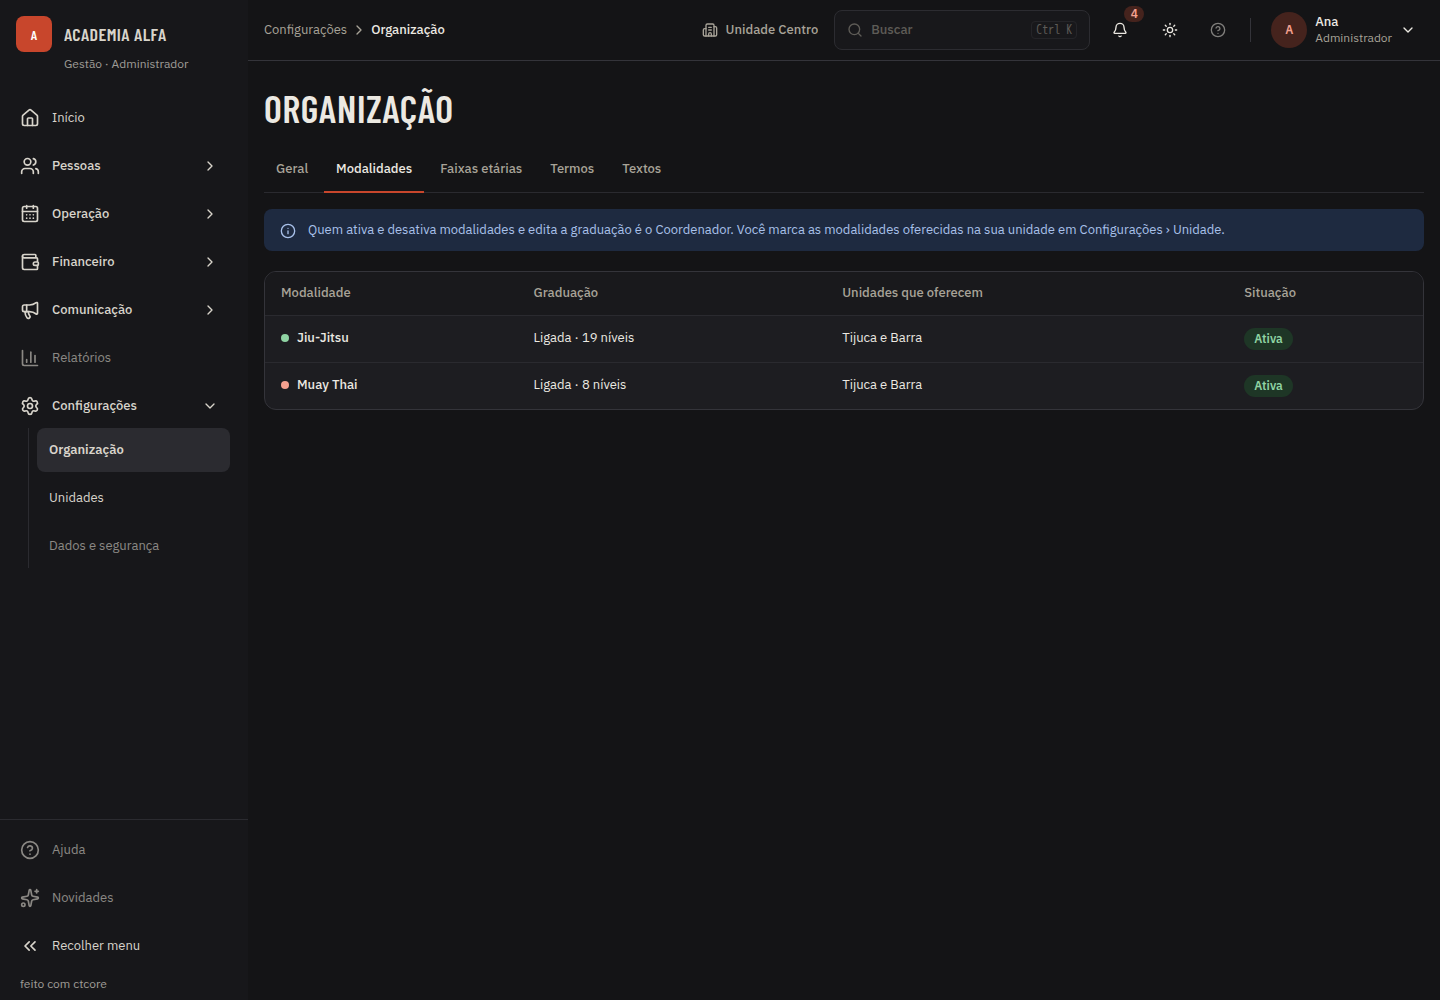 A
ACADEMIA ALFA
Gestão · Administrador
Início
Pessoas
Operação
Financeiro
Comunicação
Relatórios
Configurações
Organização
Unidades
Dados e segurança
Ajuda
Novidades
Recolher menu
feito com ctcore
Configurações > Organização
Unidade Centro
Buscar
Ctrl K
4
A
Ana
Administrador
ORGANIZAÇÃO
Geral Modalidades Faixas etárias Termos Textos
Quem ativa e desativa modalidades e edita a graduação é o Coordenador. Você marca as modalidades oferecidas na sua unidade em Configurações › Unidade.
Modalidade Graduação Unidades que oferecem Situação
Jiu-Jitsu Ligada · 19 níveis Tijuca e Barra Ativa
Muay Thai Ligada · 8 níveis Tijuca e Barra Ativa